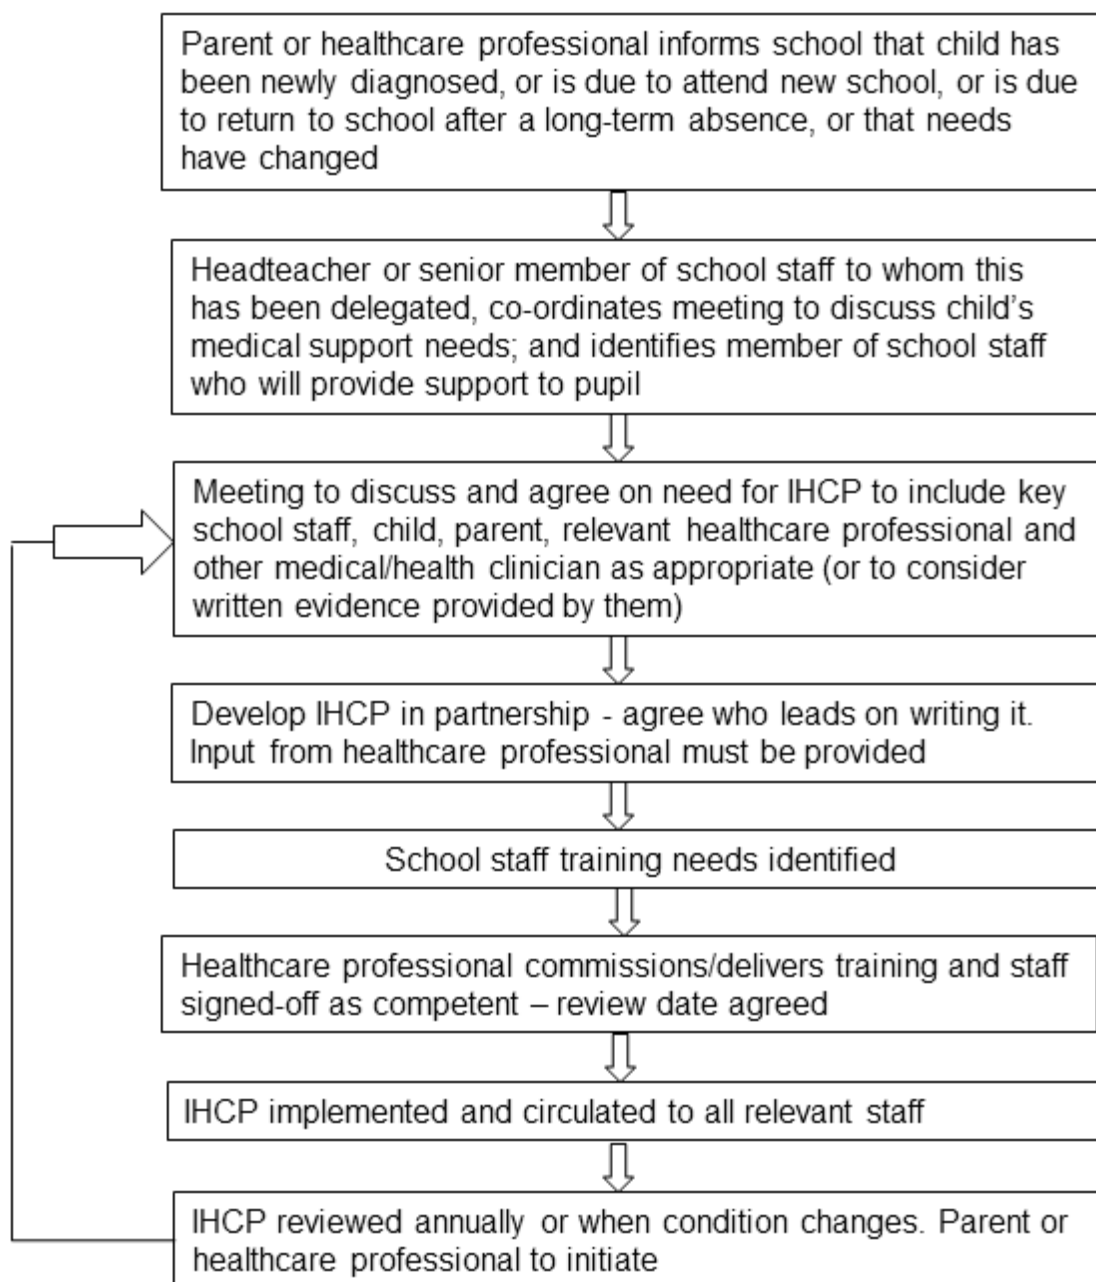 Parent or healthcare professional informs school that child has
been newly diagnosed, or is due to attend new school, or is due
to return to school after a long-term absence, or that needs
have changed
Headteacher or senior member of school staff to whom this
has been delegated, co-ordinates meeting to discuss child's
medical support needs; and identifies member of school staff
who will provide support to pupil
Meeting to discuss and agree on need for IHCP to include key
school staff, child, parent, relevant healthcare professional and
other medical/health clinician as appropriate (or to consider
written evidence provided by them)
Develop IHCP in partnership - agree who leads on writing it.
Input from healthcare professional must be provided
School staff training needs identified
Healthcare professional commissions/delivers training and staff
signed-off as competent – review date agreed
IHCP implemented and circulated to all relevant staff
IHCP reviewed annually or when condition changes. Parent or
healthcare professional to initiate